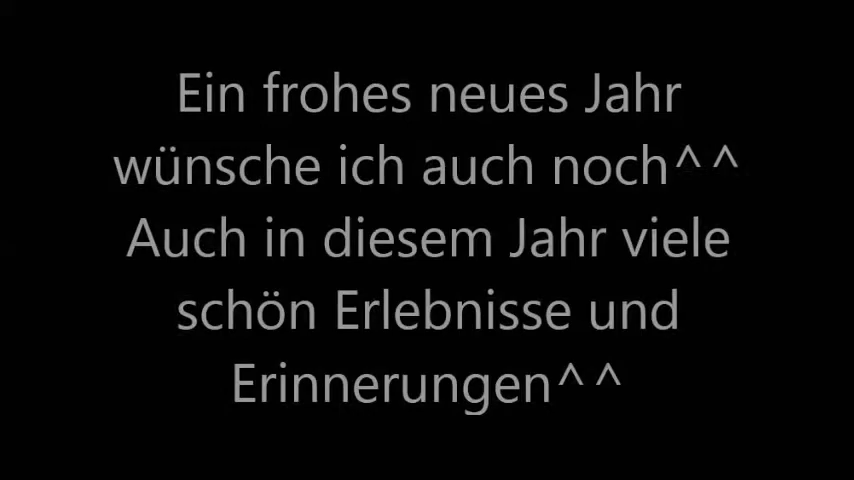 Ein frohes neues Jahr
wünsche ich auch noch^^
Auch in diesem Jahr viele
schön Erlebnisse und
Erinnerungen^^